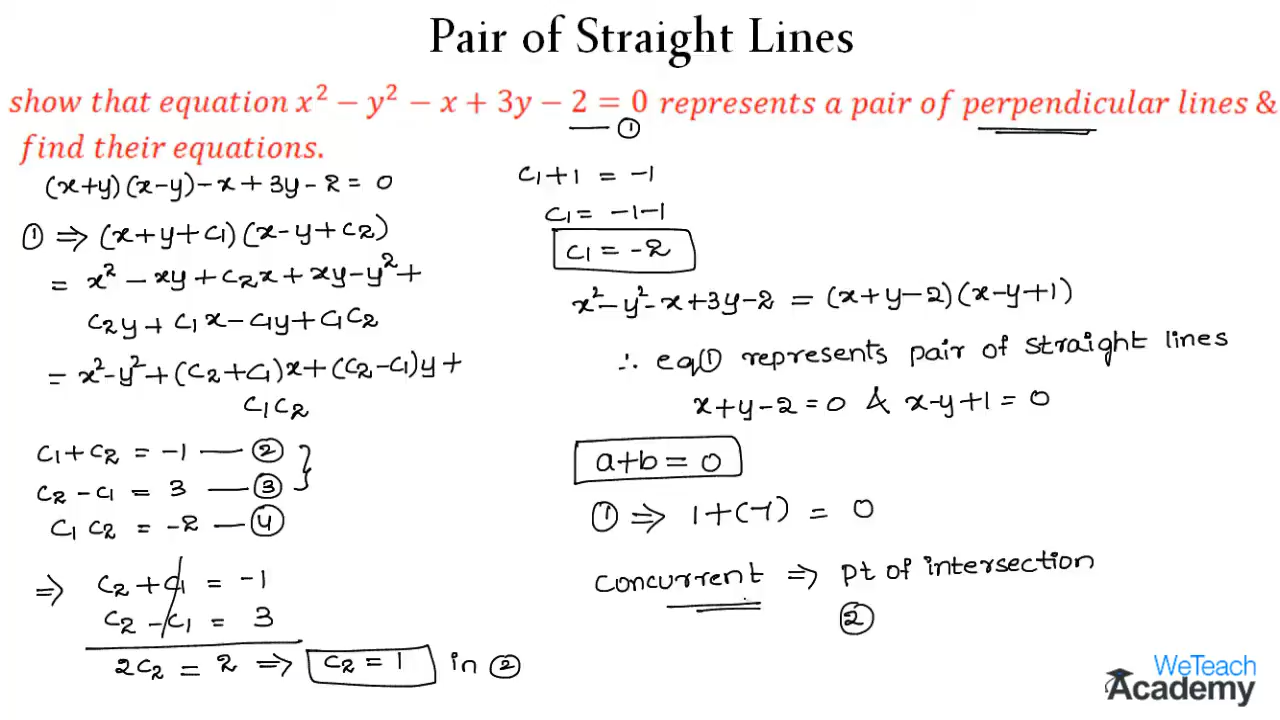 Pair of Straight Lines
show that equation x² − y² − x + 3y − 2 = 0 represents a pair of perpendicular lines &
— ①
find their equations.
(x+y)(x-y)-x+3y-2=0
① ⇒ (x+y+c₁)(x-y+c₂)
= x² - xy + c₂x + xy - y² +
c₂y + c₁x - c₁y + c₁c₂
= x²-y²+(c₂+c₁)x+(c₂-c₁)y+
c₁c₂
c₁+c₂ = -1 — ②
c₂ - c₁ = 3 — ③
c₁ c₂ = -2 — ④
⇒ c₂ + c₁ = -1
c₂ - c₁ = 3
2c₂ = 2 ⇒ c₂ = 1 in ②
c₁+1 = -1
c₁ = -1-1
c₁ = -2
x²-y²-x+3y-2 = (x+y-2)(x-y+1)
∴ eq① represents pair of straight lines
x+y-2=0 & x-y+1=0
a+b = 0
① ⇒ 1+(-1) = 0
concurrent ⇒ pt of intersection
②
WeTeach
Academy